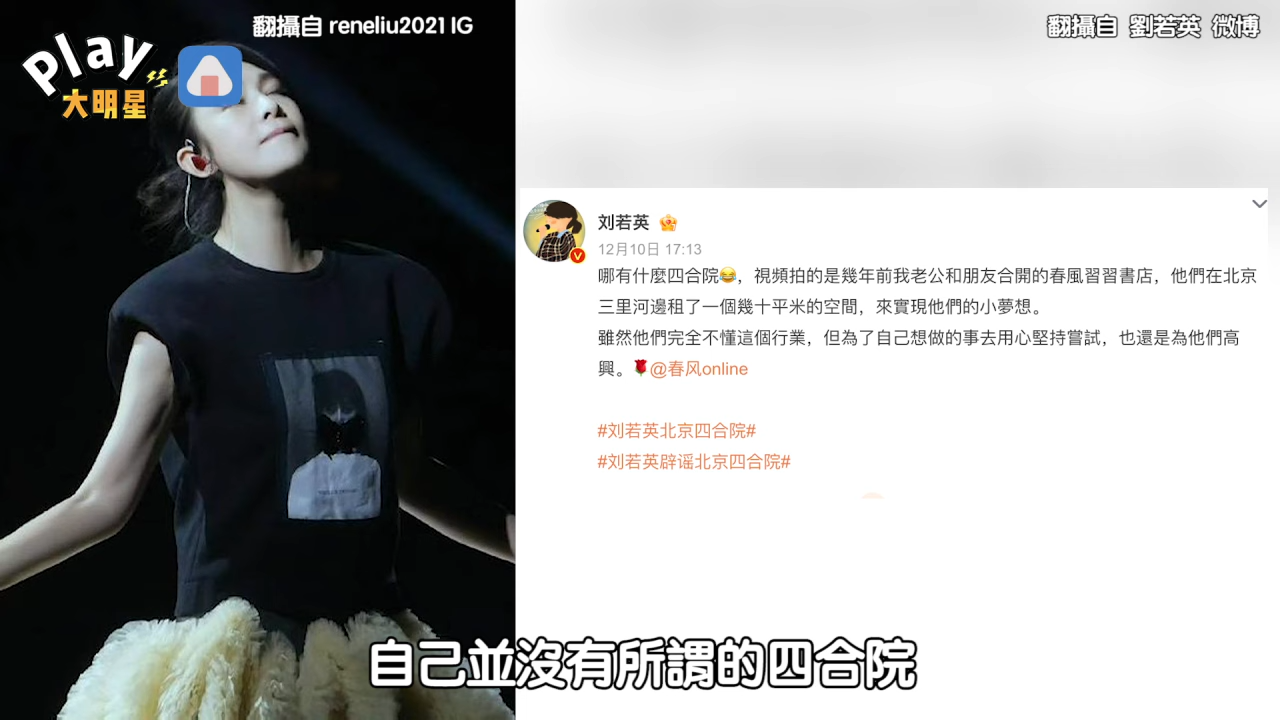 翻攝自 reneliu2021 IG
翻攝自 劉若英 微博
Play
大明星
刘若英
12月10日 17:13
哪有什麼四合院😂，視頻拍的是幾年前我老公和朋友合開的春風習習書店，他們在北京
三里河邊租了一個幾十平米的空間，來實現他們的小夢想。
雖然他們完全不懂這個行業，但為了自己想做的事去用心堅持嘗試，也還是為他們高
興。🌹@春风online
#刘若英北京四合院#
#刘若英辟谣北京四合院#
自己並沒有所謂的四合院